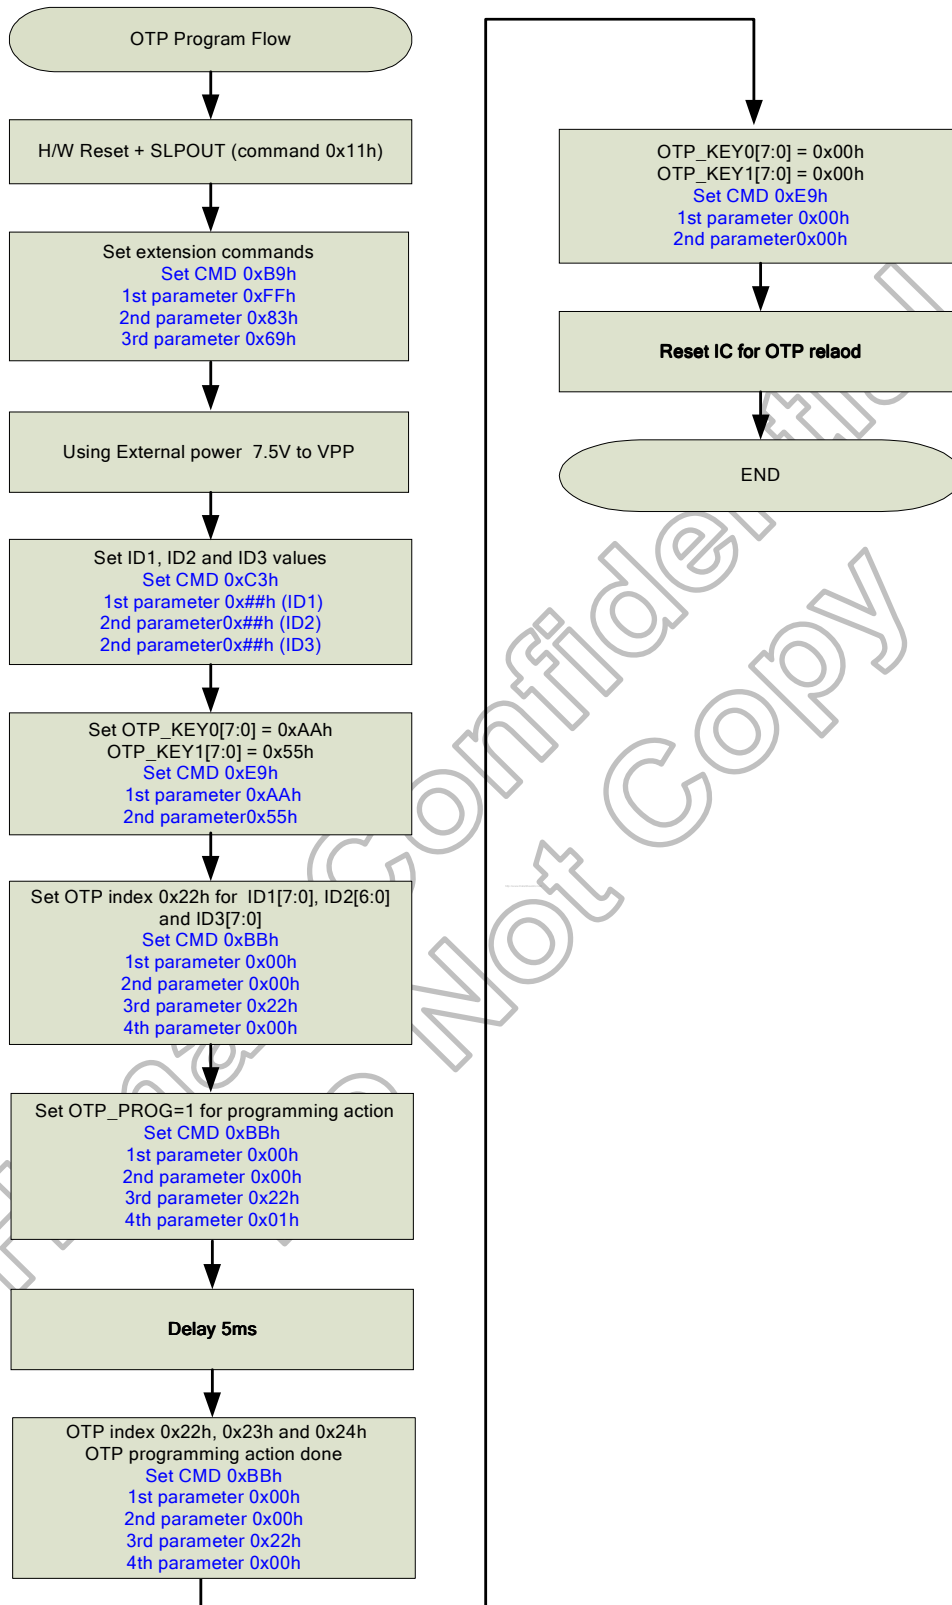 OTP Program Flow
H/W Reset + SLPOUT (command 0x11h)
Set extension commands
Set CMD 0xB9h
1st parameter 0xFFh
2nd parameter 0x83h
3rd parameter 0x69h
Using External power 7.5V to VPP
Set ID1, ID2 and ID3 values
Set CMD 0xC3h
1st parameter 0x##h (ID1)
2nd parameter0x##h (ID2)
2nd parameter0x##h (ID3)
Set OTP_KEY0[7:0] = 0xAAh
OTP_KEY1[7:0] = 0x55h
Set CMD 0xE9h
1st parameter 0xAAh
2nd parameter0x55h
Set OTP index 0x22h for ID1[7:0], ID2[6:0]
and ID3[7:0]
Set CMD 0xBBh
1st parameter 0x00h
2nd parameter 0x00h
3rd parameter 0x22h
4th parameter 0x00h
Set OTP_PROG=1 for programming action
Set CMD 0xBBh
1st parameter 0x00h
2nd parameter 0x00h
3rd parameter 0x22h
4th parameter 0x01h
Delay 5ms
OTP index 0x22h, 0x23h and 0x24h
OTP programming action done
Set CMD 0xBBh
1st parameter 0x00h
2nd parameter 0x00h
3rd parameter 0x22h
4th parameter 0x00h
OTP_KEY0[7:0] = 0x00h
OTP_KEY1[7:0] = 0x00h
Set CMD 0xE9h
1st parameter 0x00h
2nd parameter0x00h
Reset IC for OTP relaod
END
Confidential
Not Copy